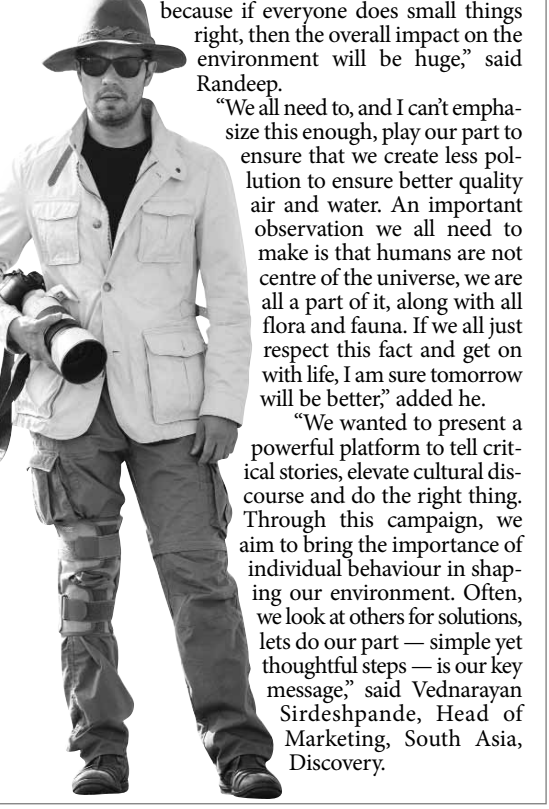 because if everyone does small things
right, then the overall impact on the
environment will be huge,” said
Randeep.
“We all need to, and I can’t empha-
size this enough, play our part to
ensure that we create less pol-
lution to ensure better quality
air and water. An important
observation we all need to
make is that humans are not
centre of the universe, we are
all a part of it, along with all
flora and fauna. If we all just
respect this fact and get on
with life, I am sure tomorrow
will be better,” added he.
“We wanted to present a
powerful platform to tell crit-
ical stories, elevate cultural dis-
course and do the right thing.
Through this campaign, we
aim to bring the importance of
individual behaviour in shap-
ing our environment. Often,
we look at others for solutions,
lets do our part — simple yet
thoughtful steps — is our key
message,” said Vednarayan
Sirdeshpande, Head of
Marketing, South Asia,
Discovery.